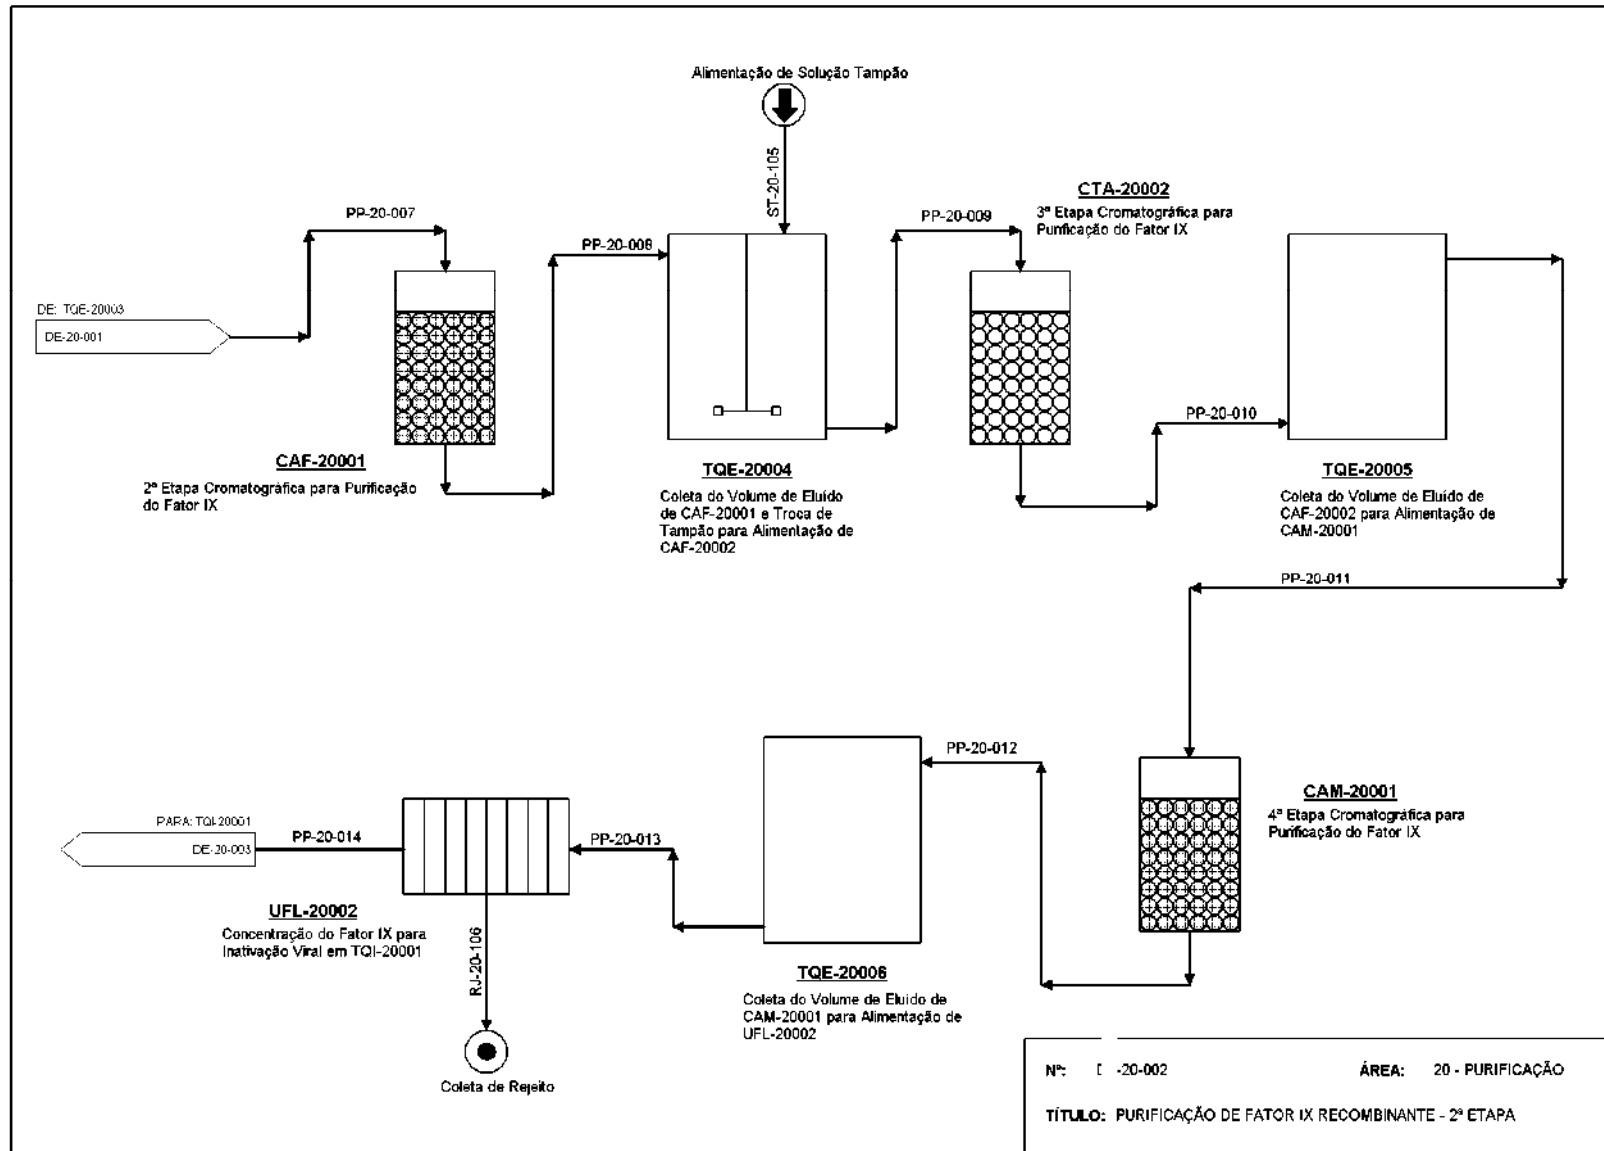 Alimentação de Solução Tampão
ST-20-105
CTA-20002
3ª Etapa Cromatográfica para
Purificação do Fator IX
PP-20-007
PP-20-008
PP-20-009
DE: TQE-20003
DE-20-001
PP-20-010
CAF-20001
2ª Etapa Cromatográfica para Purificação
do Fator IX
TQE-20004
Coleta do Volume de Eluído
de CAF-20001 e Troca de
Tampão para Alimentação de
CAF-20002
TQE-20005
Coleta do Volume de Eluído de
CAF-20002 para Alimentação de
CAM-20001
PP-20-011
PP-20-012
CAM-20001
4ª Etapa Cromatográfica para
Purificação do Fator IX
PARA: TQI-20001
DE-20-003
PP-20-014
PP-20-013
UFL-20002
Concentração do Fator IX para
Inativação Viral em TQI-20001
RJ-20-106
Coleta de Rejeito
TQE-20006
Coleta do Volume de Eluído de
CAM-20001 para Alimentação de
UFL-20002
Nº: -20-002 ÁREA: 20 - PURIFICAÇÃO
TÍTULO: PURIFICAÇÃO DE FATOR IX RECOMBINANTE - 2ª ETAPA